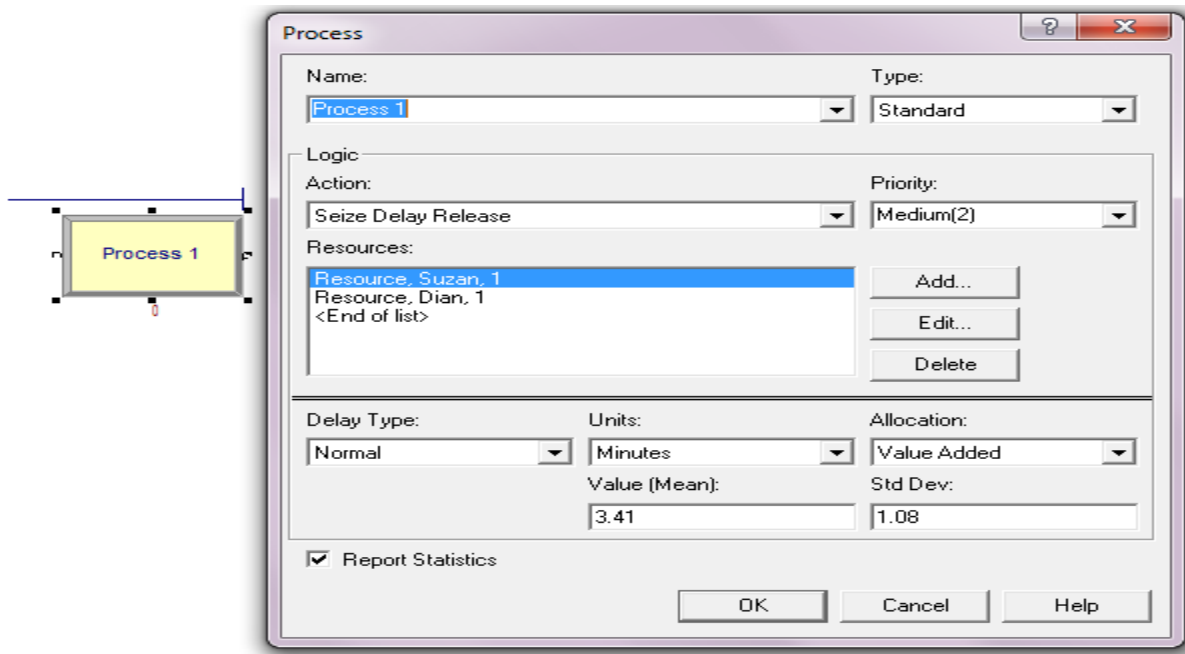 Process
Name:
Type:
Process 1
Standard
Logic
Action:
Priority:
Seize Delay Release
Medium(2)
Resources:
Resource, Suzan, 1
Resource, Dian, 1
<End of list>
Add...
Edit...
Delete
Delay Type:
Units:
Allocation:
Normal
Minutes
Value Added
Value (Mean):
Std Dev:
3.41
1.08
Report Statistics
OK
Cancel
Help
Process 1
0